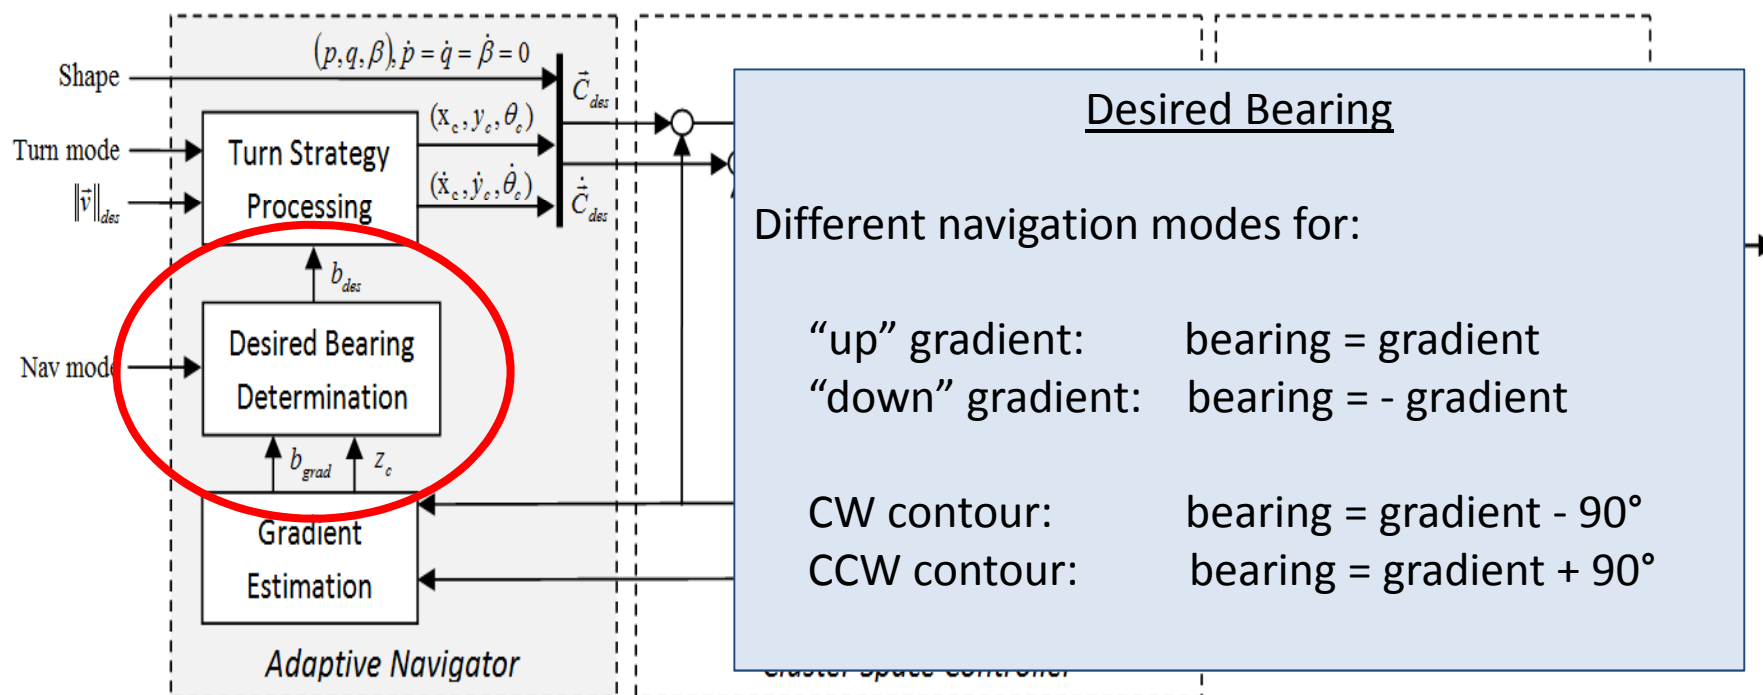 Shape
(p, q, β), ṗ = q̇ = β̇ = 0
C⃗des
Turn mode
‖v⃗‖des
Turn Strategy
Processing
(xc, yc, θc)
(ẋc, ẏc, θ̇c)
C⃗̇des
bdes
Nav mode
Desired Bearing
Determination
bgrad
zc
Gradient
Estimation
Adaptive Navigator
Desired Bearing
Different navigation modes for:
“up” gradient: bearing = gradient
“down” gradient: bearing = - gradient
CW contour: bearing = gradient - 90°
CCW contour: bearing = gradient + 90°